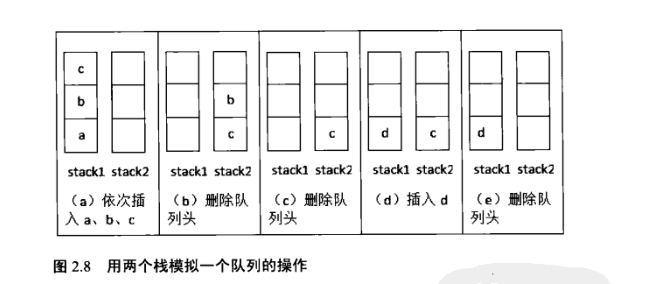 c
b b
a c c d c d
stack1 stack2 stack1 stack2 stack1 stack2 stack1 stack2 stack1 stack2
（a）依次插 （b）删除队 （c）删除队 （d）插入 d （e）删除队
入 a、b、c 列头 列头 列头
图 2.8 用两个栈模拟一个队列的操作